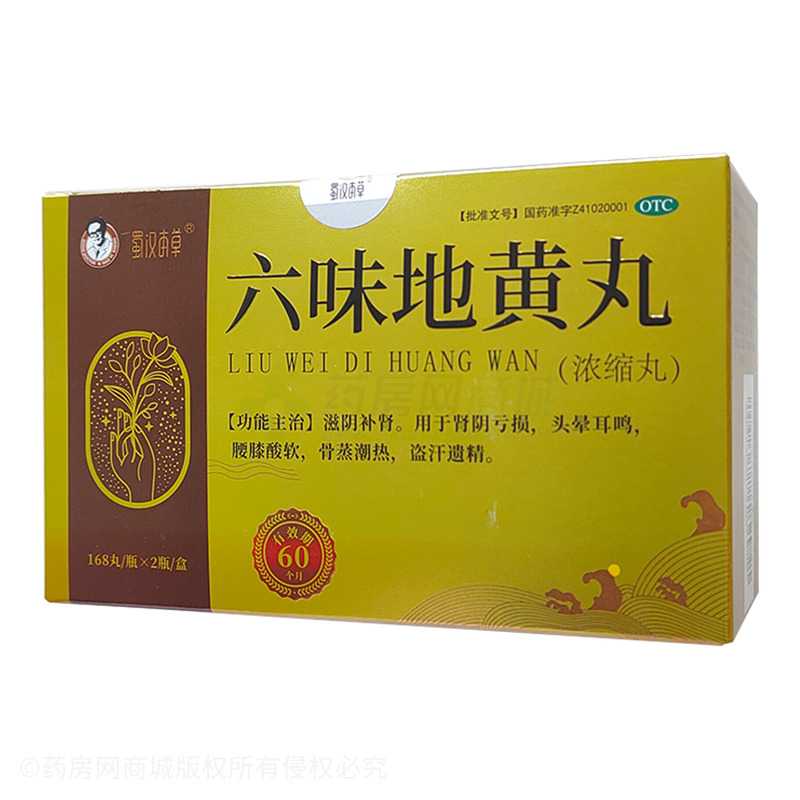 蜀汉本草®
【批准文号】国药准字Z41020001 OTC
蜀汉本草®
六味地黄丸
LIU WEI DI HUANG WAN (浓缩丸)
药房网商城
【功能主治】滋阴补肾。用于肾阴亏损，头晕耳鸣，
腰膝酸软，骨蒸潮热，盗汗遗精。
有效期
60
个月
168丸/瓶×2瓶/盒
©药房网商城版权所有侵权必究